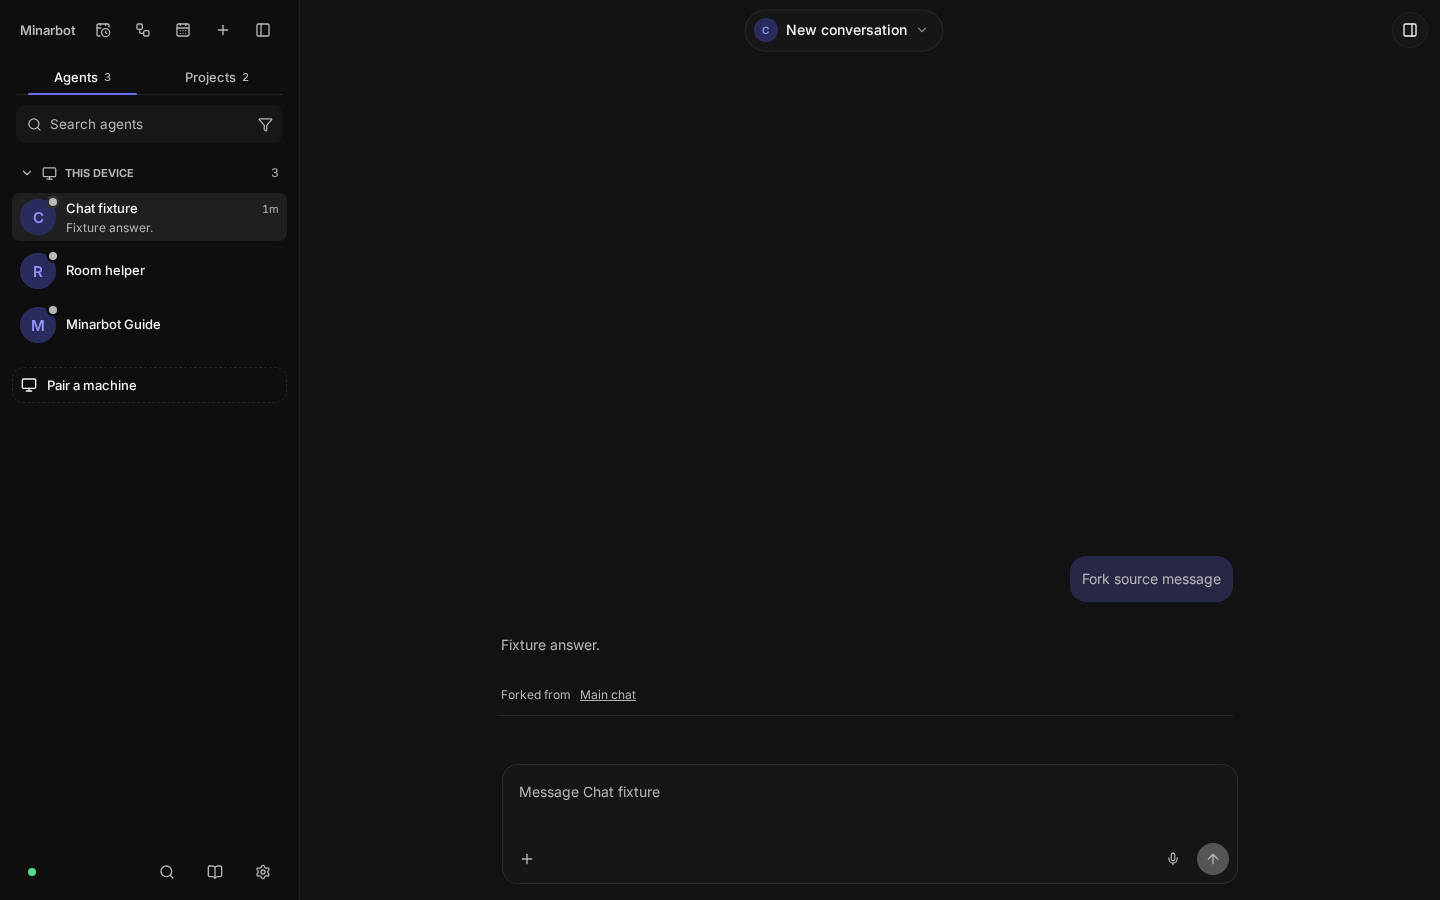 Minarbot
Agents 3
Projects 2
Search agents
THIS DEVICE 3
C
Chat fixture 1m
Fixture answer.
R
Room helper
M
Minarbot Guide
Pair a machine
C New conversation
Fork source message
Fixture answer.
Forked from Main chat
Message Chat fixture